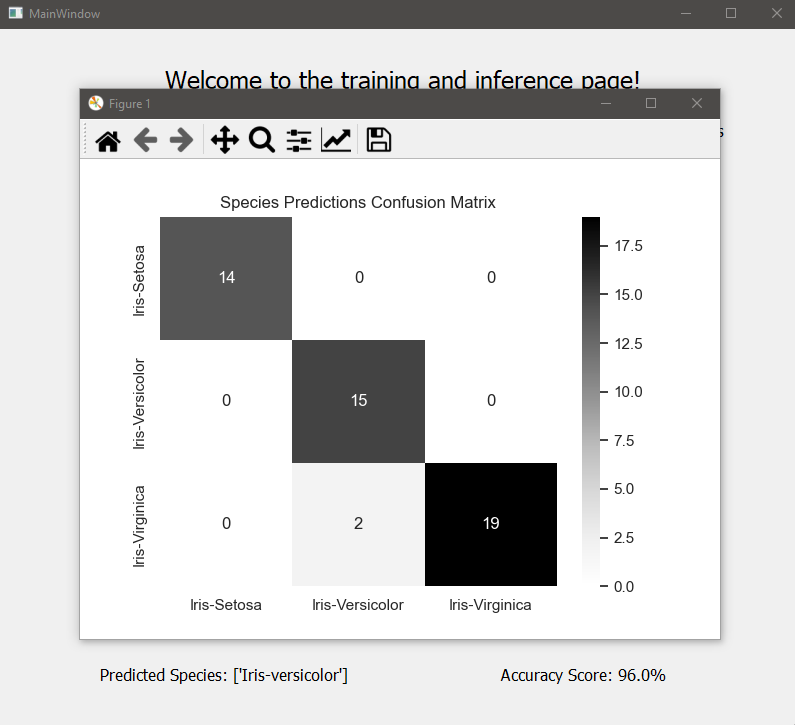 MainWindow
Welcome to the training and inference page!
Figure 1
s
Species Predictions Confusion Matrix
Iris-Setosa
14 0 0
Iris-Versicolor
0 15 0
Iris-Virginica
0 2 19
Iris-Setosa Iris-Versicolor Iris-Virginica
17.5
15.0
12.5
10.0
7.5
5.0
2.5
0.0
Predicted Species: ['Iris-versicolor'] Accuracy Score: 96.0%